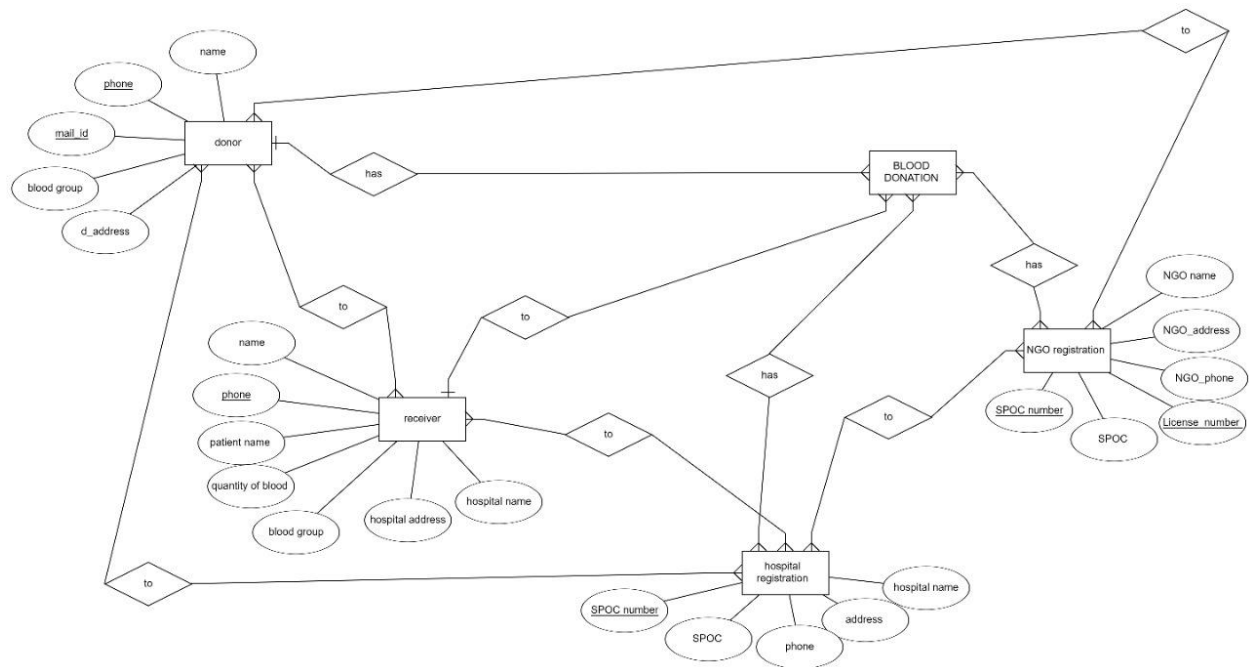 to
name
phone
mail_id
donor
blood group
d_address
has
BLOOD
DONATION
has
NGO name
NGO_address
NGO registration
NGO_phone
License_number
SPOC
SPOC number
to
to
has
to
name
phone
receiver
patient name
quantity of blood
blood group
hospital address
hospital name
to
to
hospital
registration
hospital name
SPOC number
SPOC
phone
address